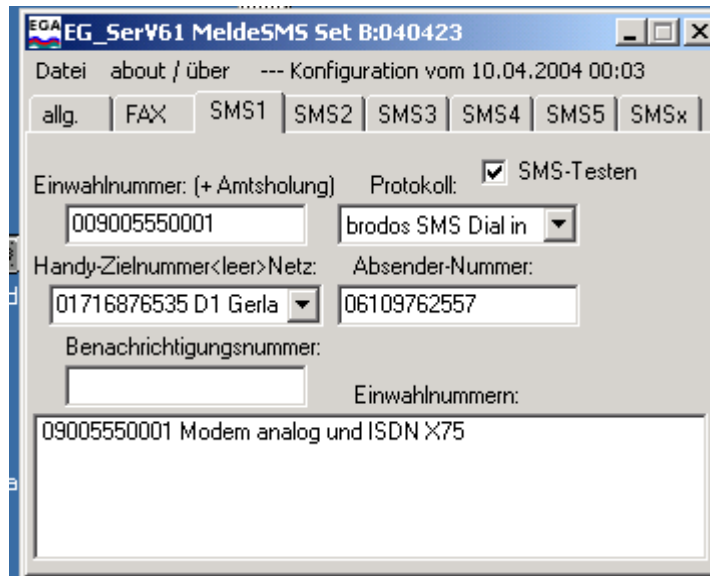 EGA EG_SerV61 MeldeSMS Set B:040423
Datei about / über --- Konfiguration vom 10.04.2004 00:03
allg. FAX SMS1 SMS2 SMS3 SMS4 SMS5 SMSx
Einwahlnummer: (+ Amtsholung) Protokoll: SMS-Testen
009005550001 brodos SMS Dial in
Handy-Zielnummer<leer>Netz: Absender-Nummer:
01716876535 D1 Gerla 06109762557
Benachrichtigungsnummer:
Einwahlnummern:
09005550001 Modem analog und ISDN X75